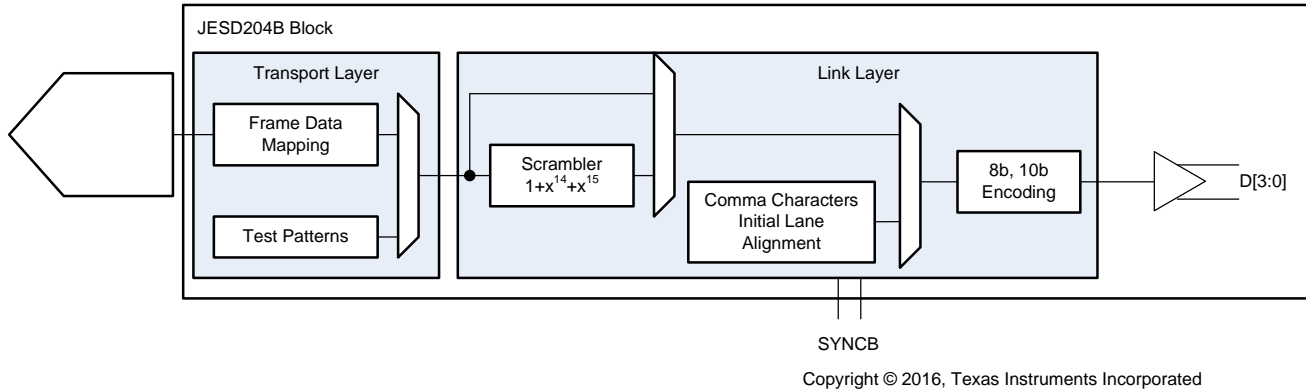 JESD204B Block
Transport Layer
Frame Data
Mapping
Test Patterns
Link Layer
Scrambler
1+x¹⁴+x¹⁵
Comma Characters
Initial Lane
Alignment
8b, 10b
Encoding
D[3:0]
SYNCB
Copyright © 2016, Texas Instruments Incorporated